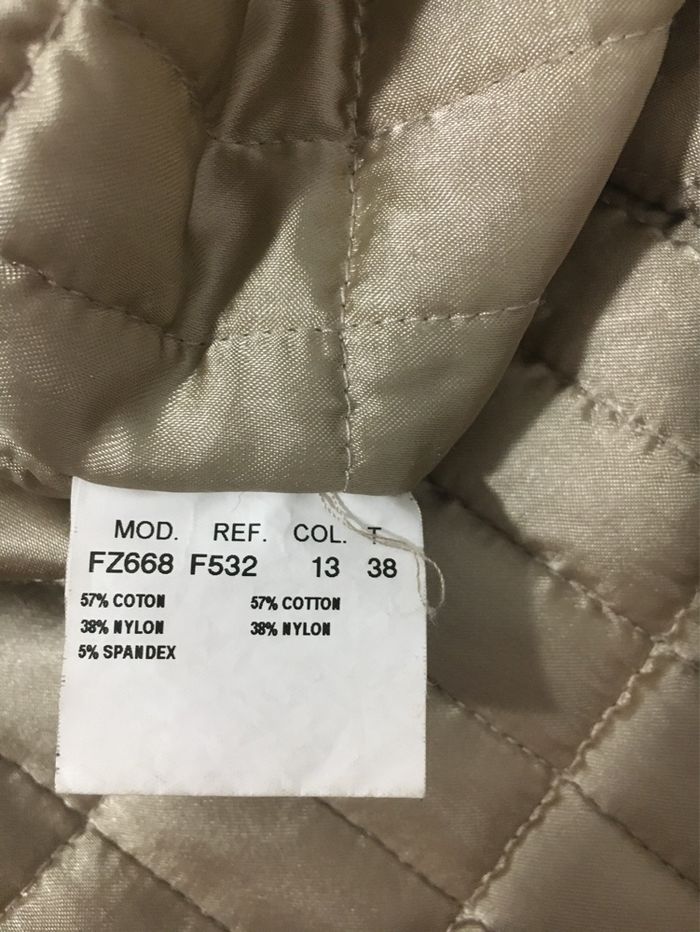 MOD. REF. COL. T
FZ668 F532 13 38
57% COTON 57% COTTON
38% NYLON 38% NYLON
5% SPANDEX